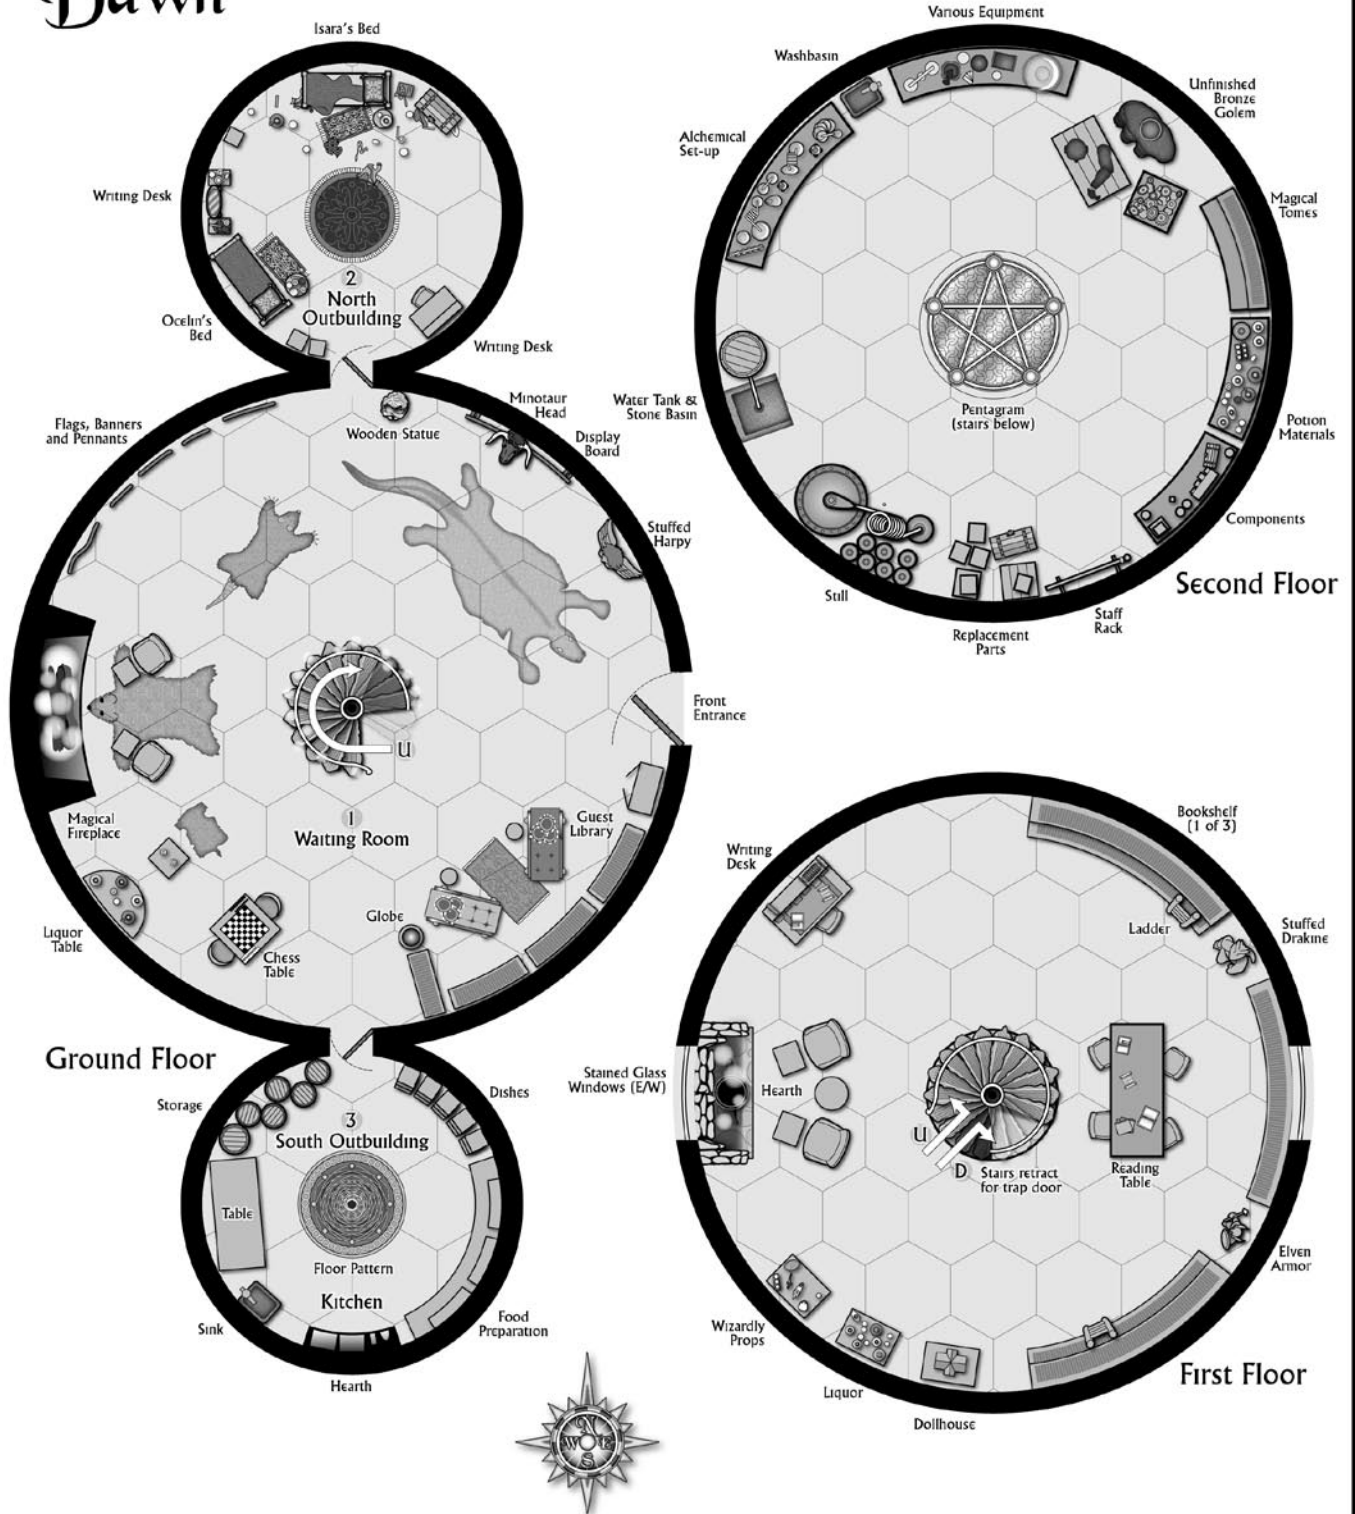 Dawn
Isara's Bed
Writing Desk
2
North
Outbuilding
Ocelin's
Bed
Writing Desk
Flags, Banners
and Pennants
Wooden Statue
Minotaur
Head
Display
Board
Stuffed
Harpy
Front
Entrance
U
Magical
Fireplace
1
Waiting Room
Guest
Library
Globe
Liquor
Table
Chess
Table
Ground Floor
Storage
Dishes
3
South Outbuilding
Table
Floor Pattern
Kitchen
Sink
Food
Preparation
Hearth
Various Equipment
Washbasin
Unfinished
Bronze
Golem
Alchemical
Set-up
Magical
Tomes
Water Tank &
Stone Basin
Pentagram
(stairs below)
Potion
Materials
Components
Still
Replacement
Parts
Staff
Rack
Second Floor
Bookshelf
(1 of 3)
Writing
Desk
Ladder
Stuffed
Drakine
Stained Glass
Windows (E/W)
Hearth
U
D
Stairs retract
for trap door
Reading
Table
Elven
Armor
Wizardly
Props
Liquor
Dollhouse
First Floor
N
W
E
S